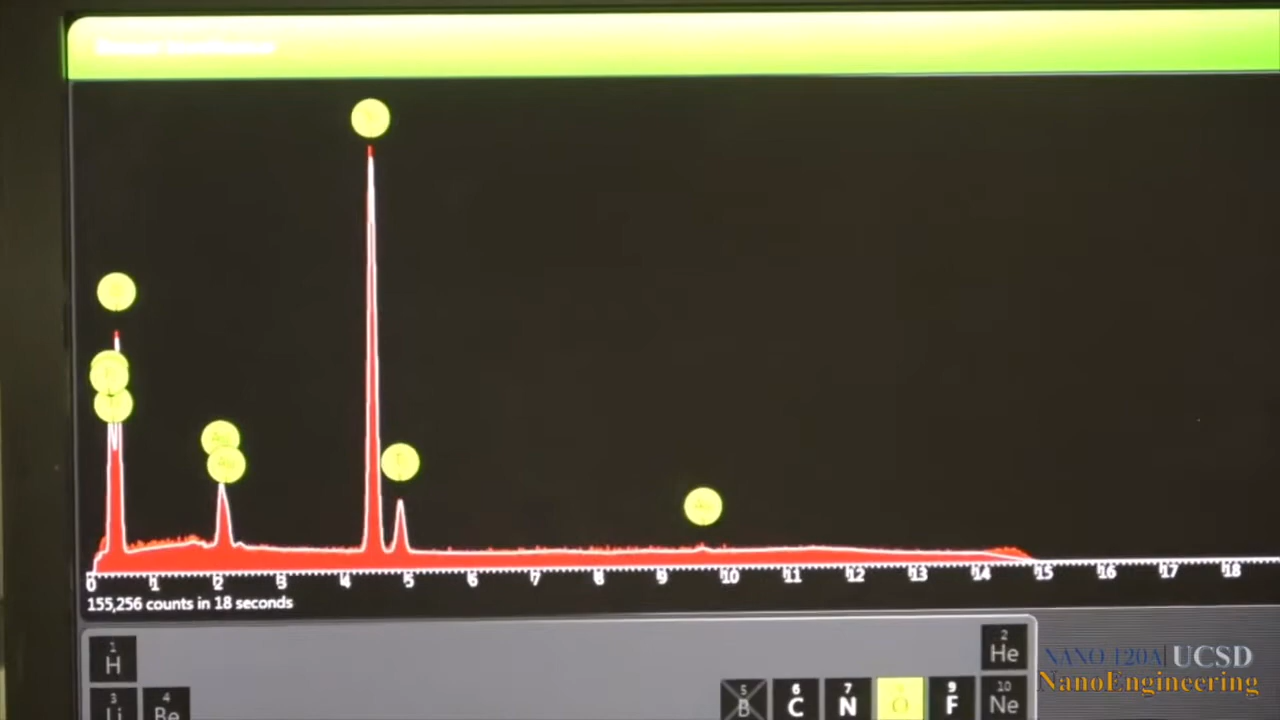 Au
Au
0 1 2 3 4 5 6 7 8 9 10 11 12 13 14 15 16 17 18
155,256 counts in 18 seconds
1 2
H He
3 4 5 6 7 9 10
Li Be B C N O F Ne
NANO 120A UCSD
NanoEngineering